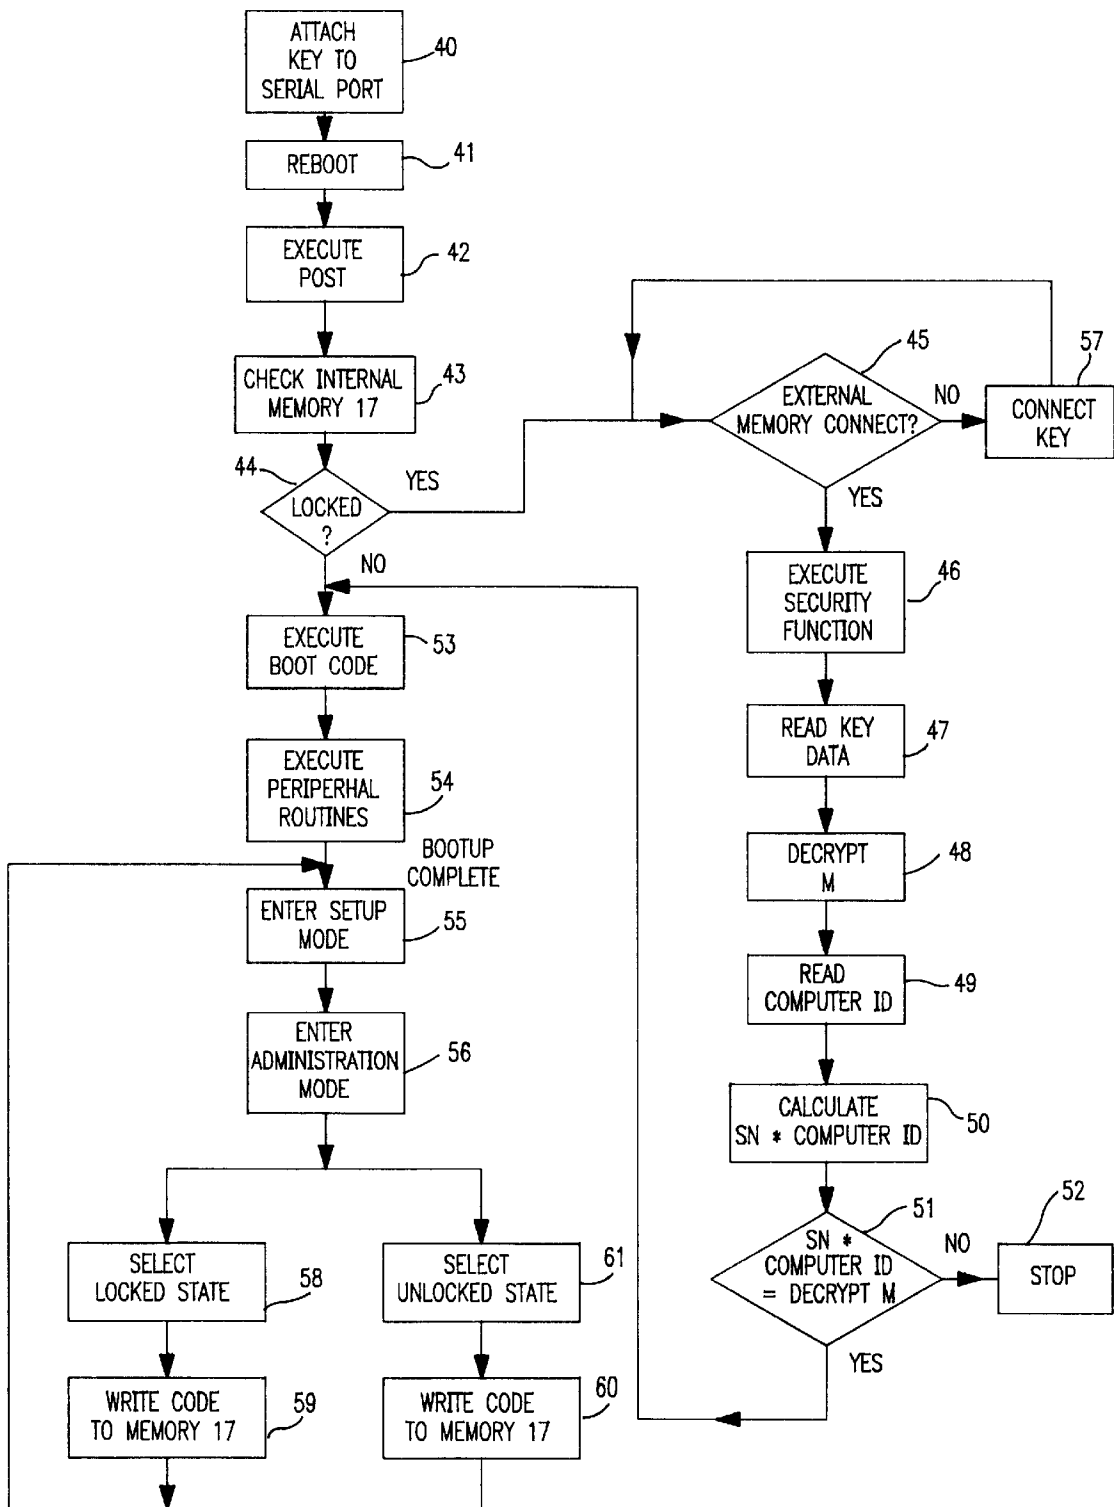 ATTACH
KEY TO
SERIAL PORT
40
REBOOT
41
EXECUTE
POST
42
CHECK INTERNAL
MEMORY 17
43
44
LOCKED
?
YES
NO
45
EXTERNAL
MEMORY CONNECT?
NO
YES
57
CONNECT
KEY
EXECUTE
SECURITY
FUNCTION
46
READ KEY
DATA
47
DECRYPT
M
48
READ
COMPUTER ID
49
CALCULATE
SN * COMPUTER ID
50
51
SN *
COMPUTER ID
= DECRYPT M
NO
YES
52
STOP
EXECUTE
BOOT CODE
53
EXECUTE
PERIPERHAL
ROUTINES
54
BOOTUP
COMPLETE
ENTER SETUP
MODE
55
ENTER
ADMINISTRATION
MODE
56
SELECT
LOCKED STATE
58
WRITE CODE
TO MEMORY 17
59
SELECT
UNLOCKED STATE
61
WRITE CODE
TO MEMORY 17
60